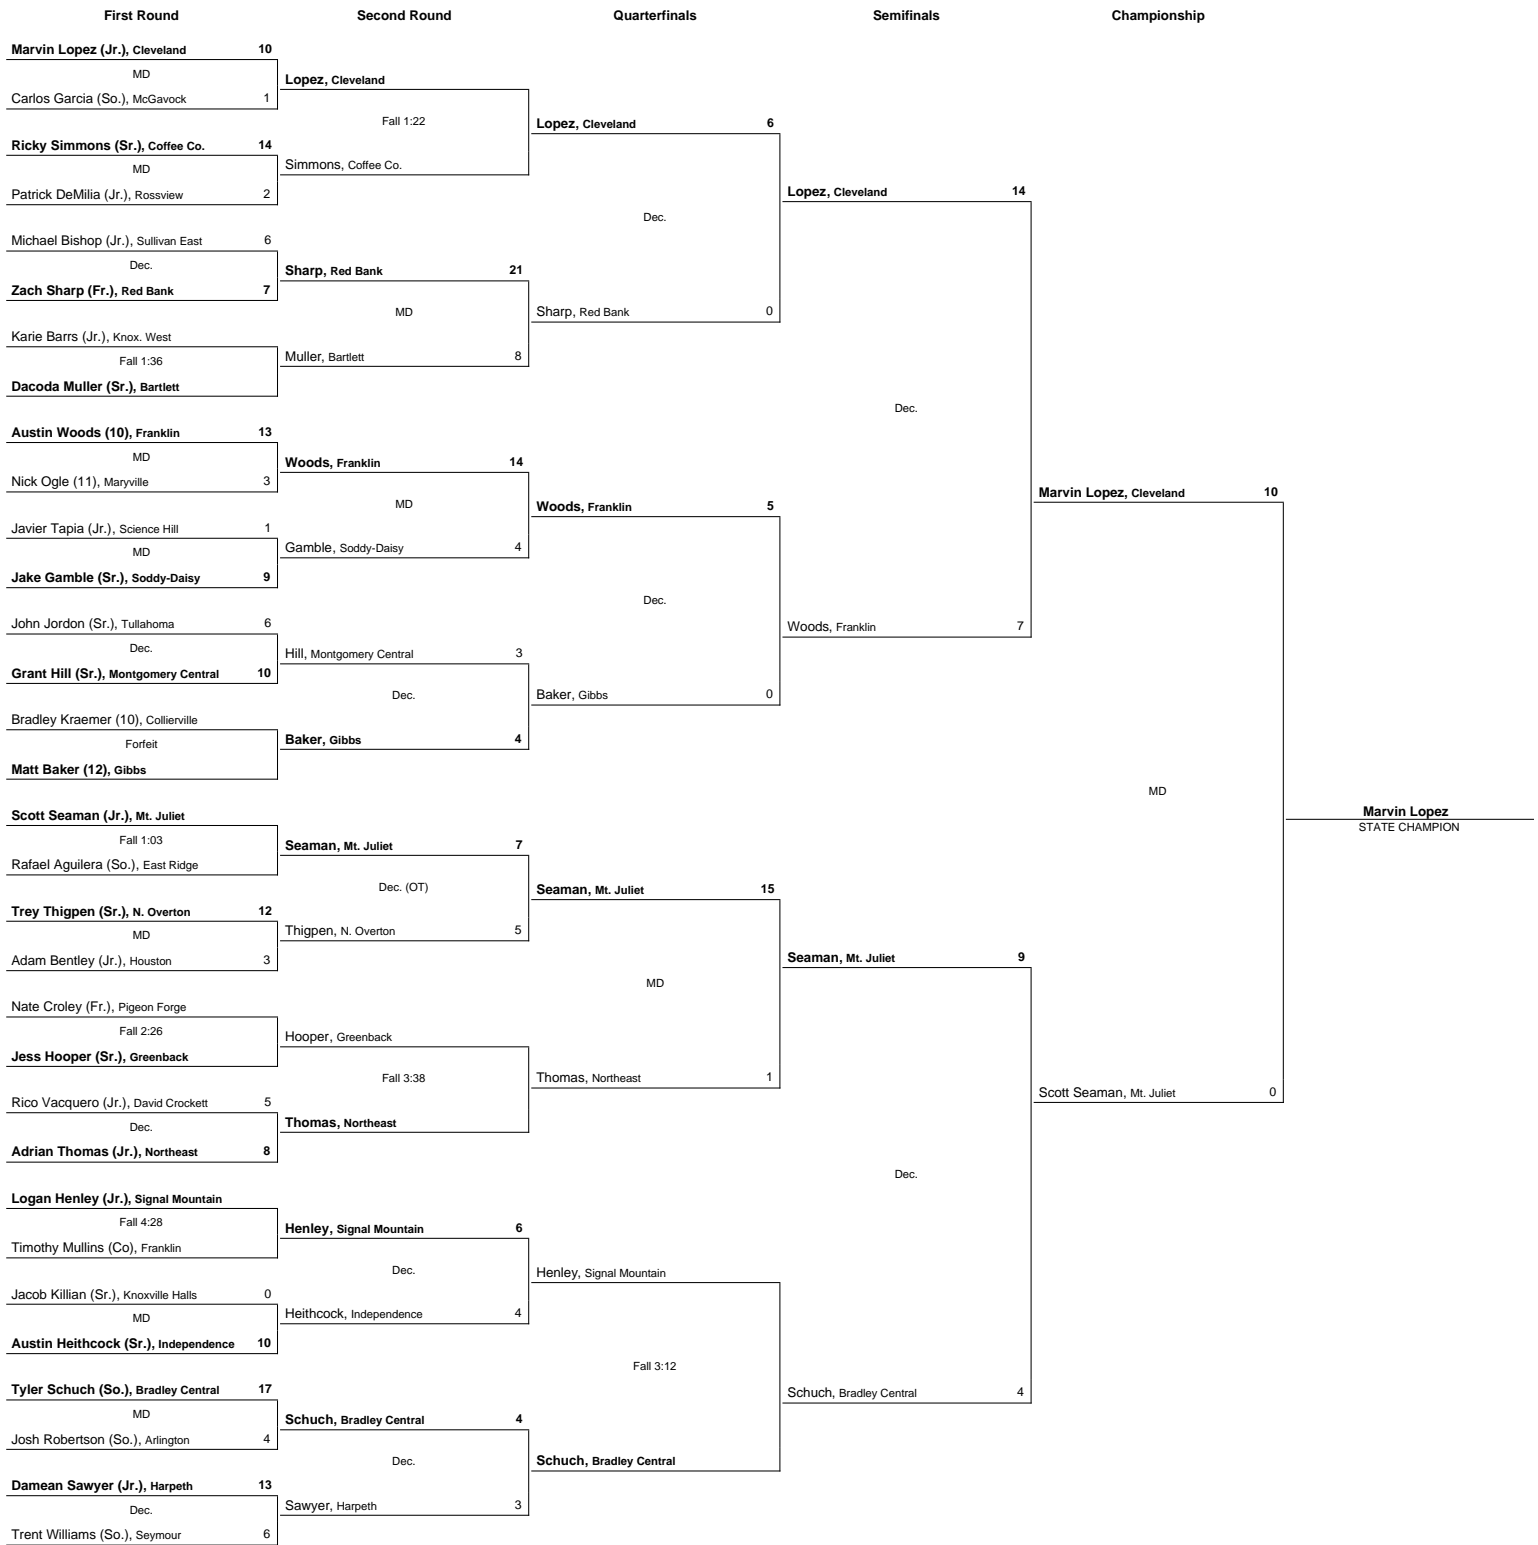 First Round Second Round Quarterfinals Semifinals Championship
Marvin Lopez (Jr.), Cleveland 10
MD
Carlos Garcia (So.), McGavock 1
Ricky Simmons (Sr.), Coffee Co. 14
MD
Patrick DeMilia (Jr.), Rossview 2
Michael Bishop (Jr.), Sullivan East 6
Dec.
Zach Sharp (Fr.), Red Bank 7
Karie Barrs (Jr.), Knox. West
Fall 1:36
Dacoda Muller (Sr.), Bartlett
Austin Woods (10), Franklin 13
MD
Nick Ogle (11), Maryville 3
Javier Tapia (Jr.), Science Hill 1
MD
Jake Gamble (Sr.), Soddy-Daisy 9
John Jordon (Sr.), Tullahoma 6
Dec.
Grant Hill (Sr.), Montgomery Central 10
Bradley Kraemer (10), Collierville
Forfeit
Matt Baker (12), Gibbs
Scott Seaman (Jr.), Mt. Juliet
Fall 1:03
Rafael Aguilera (So.), East Ridge
Trey Thigpen (Sr.), N. Overton 12
MD
Adam Bentley (Jr.), Houston 3
Nate Croley (Fr.), Pigeon Forge
Fall 2:26
Jess Hooper (Sr.), Greenback
Rico Vacquero (Jr.), David Crockett 5
Dec.
Adrian Thomas (Jr.), Northeast 8
Logan Henley (Jr.), Signal Mountain
Fall 4:28
Timothy Mullins (Co), Franklin
Jacob Killian (Sr.), Knoxville Halls 0
MD
Austin Heithcock (Sr.), Independence 10
Tyler Schuch (So.), Bradley Central 17
MD
Josh Robertson (So.), Arlington 4
Damean Sawyer (Jr.), Harpeth 13
Dec.
Trent Williams (So.), Seymour 6
Lopez, Cleveland
Fall 1:22
Simmons, Coffee Co.
Sharp, Red Bank 21
MD
Muller, Bartlett 8
Woods, Franklin 14
MD
Gamble, Soddy-Daisy 4
Hill, Montgomery Central 3
Dec.
Baker, Gibbs 4
Seaman, Mt. Juliet 7
Dec. (OT)
Thigpen, N. Overton 5
Hooper, Greenback
Fall 3:38
Thomas, Northeast
Henley, Signal Mountain 6
Dec.
Heithcock, Independence 4
Schuch, Bradley Central 4
Dec.
Sawyer, Harpeth 3
Lopez, Cleveland 6
Dec.
Sharp, Red Bank 0
Woods, Franklin 5
Dec.
Baker, Gibbs 0
Seaman, Mt. Juliet 15
MD
Thomas, Northeast 1
Henley, Signal Mountain
Fall 3:12
Schuch, Bradley Central
Lopez, Cleveland 14
Dec.
Woods, Franklin 7
Seaman, Mt. Juliet 9
Dec.
Schuch, Bradley Central 4
Marvin Lopez, Cleveland 10
MD
Scott Seaman, Mt. Juliet 0
Marvin Lopez
STATE CHAMPION